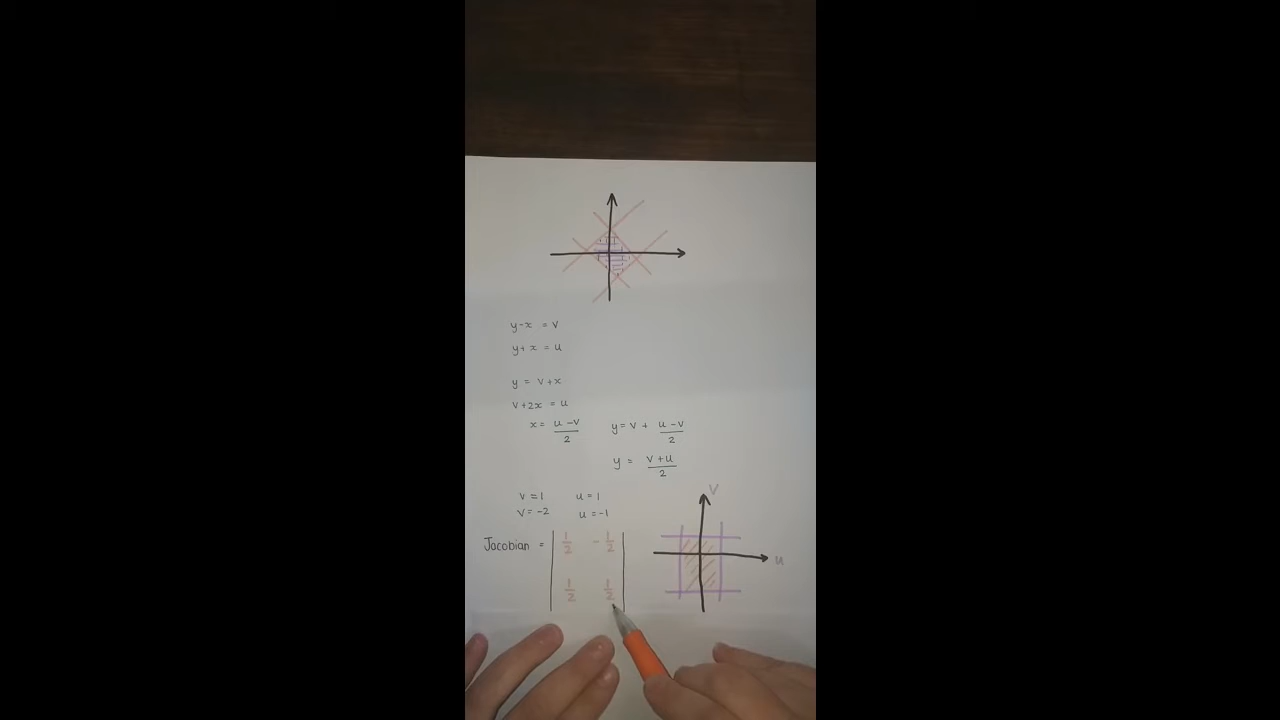 y-x = v
y+x = u
y = v+x
v+2x = u
x = u-v/2 y = v + u-v/2
y = v+u/2
v=1 u=1
v=-2 u=-1
V
Jacobian = | 1/2 -1/2 |
u
| 1/2 1/2 |